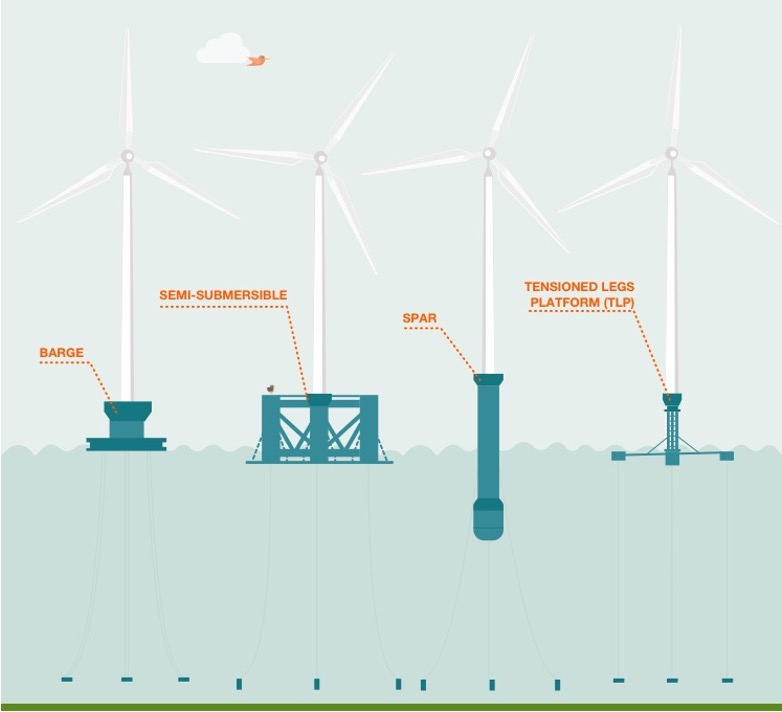 BARGE
SEMI-SUBMERSIBLE
SPAR
TENSIONED LEGS
PLATFORM (TLP)